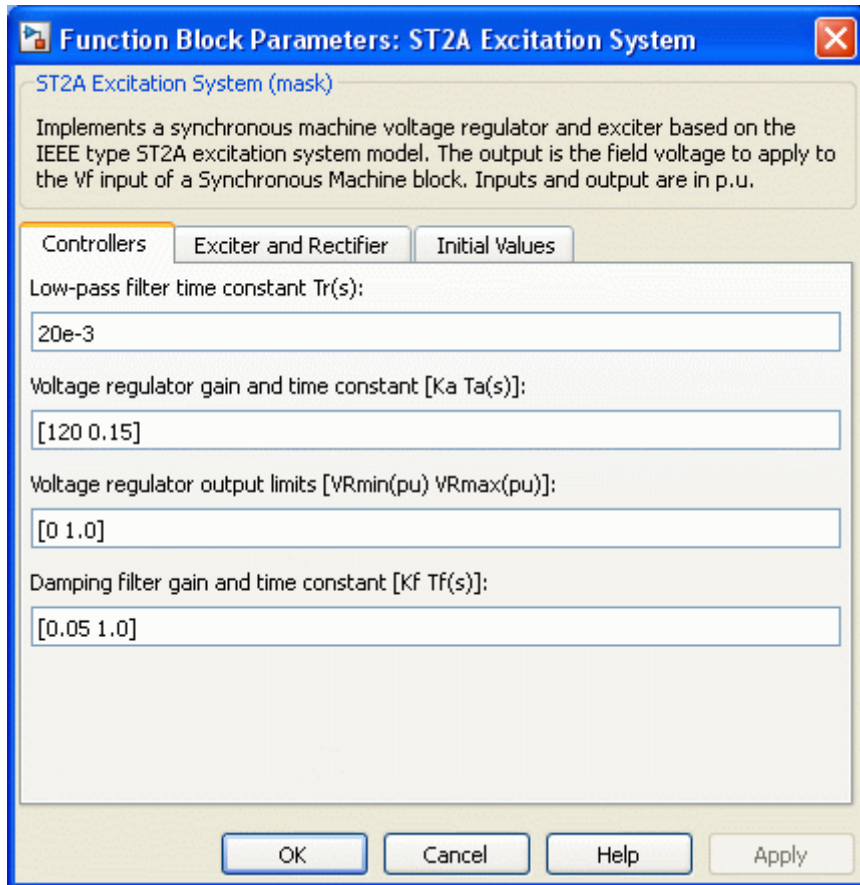 Function Block Parameters: ST2A Excitation System
ST2A Excitation System (mask)
Implements a synchronous machine voltage regulator and exciter based on the
IEEE type ST2A excitation system model. The output is the field voltage to apply to
the Vf input of a Synchronous Machine block. Inputs and output are in p.u.
Controllers Exciter and Rectifier Initial Values
Low-pass filter time constant Tr(s):
20e-3
Voltage regulator gain and time constant [Ka Ta(s)]:
[120 0.15]
Voltage regulator output limits [VRmin(pu) VRmax(pu)]:
[0 1.0]
Damping filter gain and time constant [Kf Tf(s)]:
[0.05 1.0]
OK Cancel Help Apply